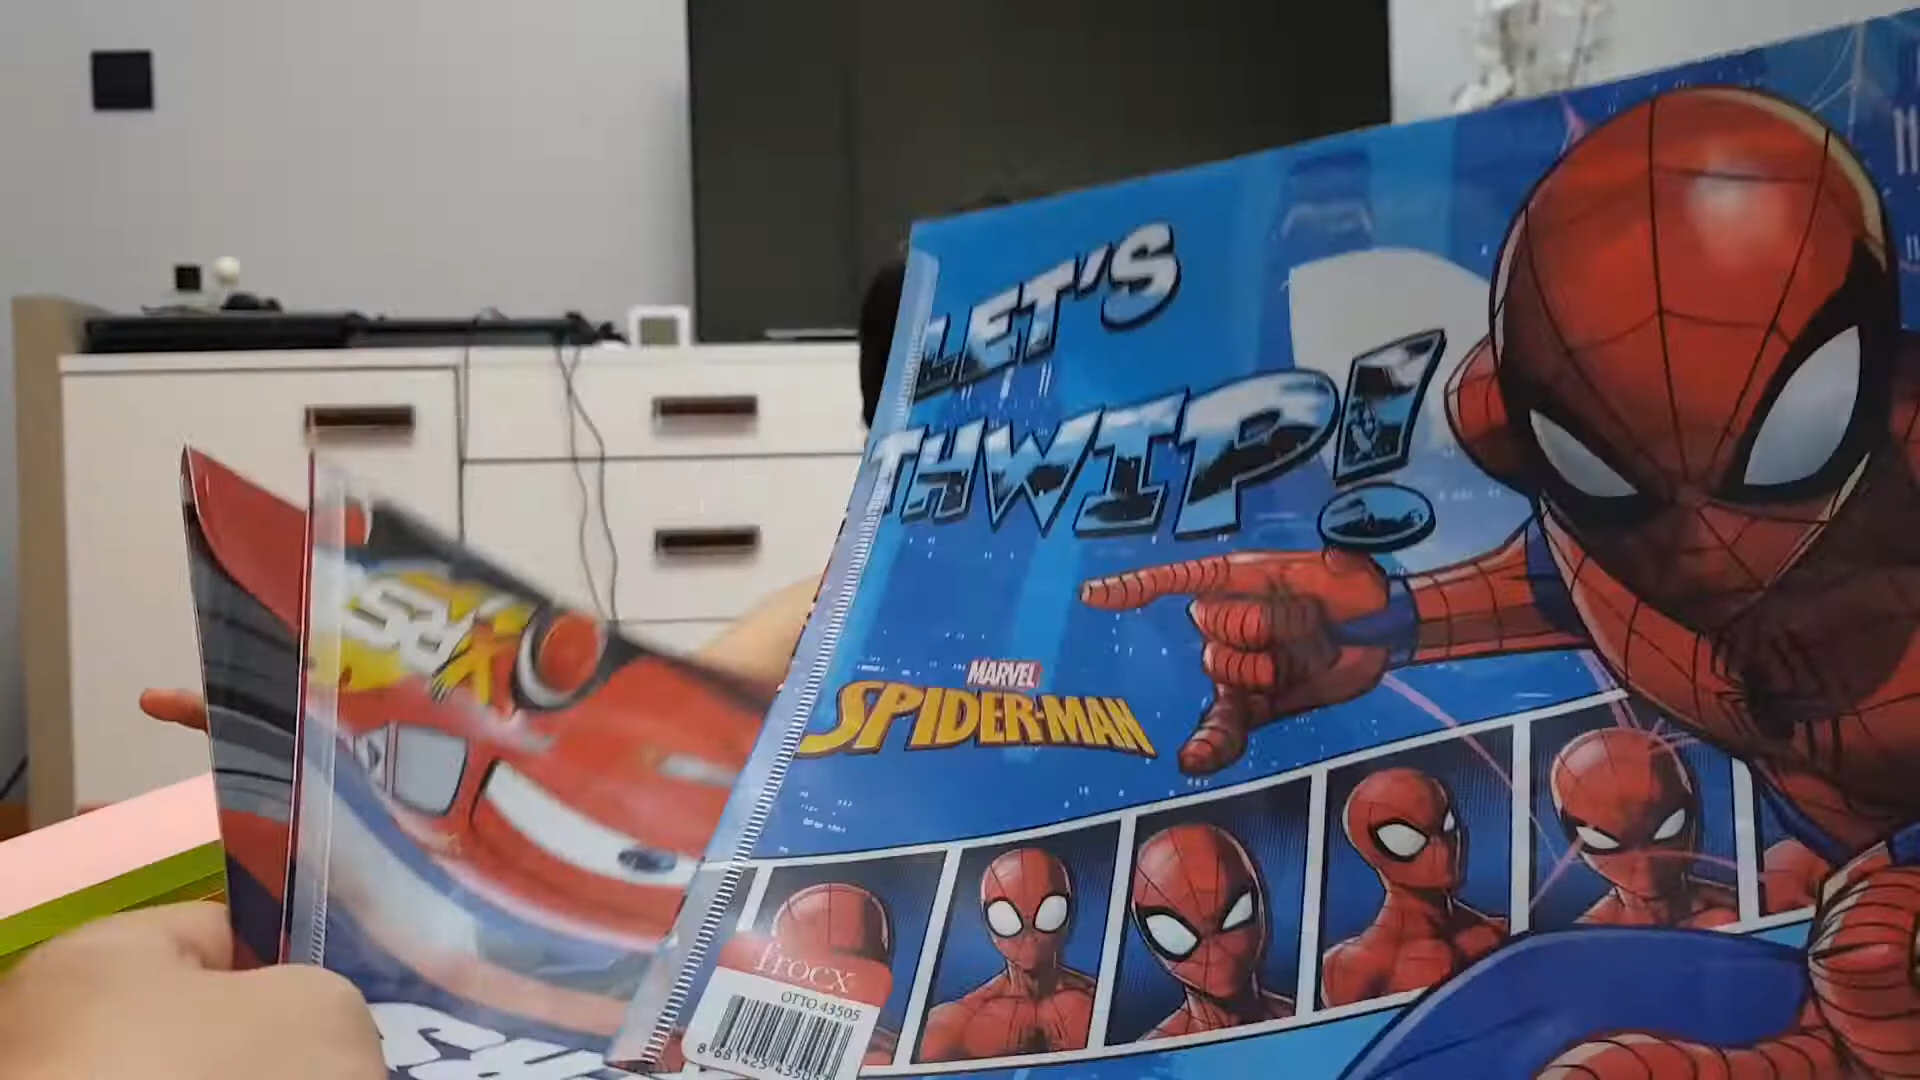 LET'S
THWIP!
MARVEL
SPIDER-MAN
frocx
OTTO.43505